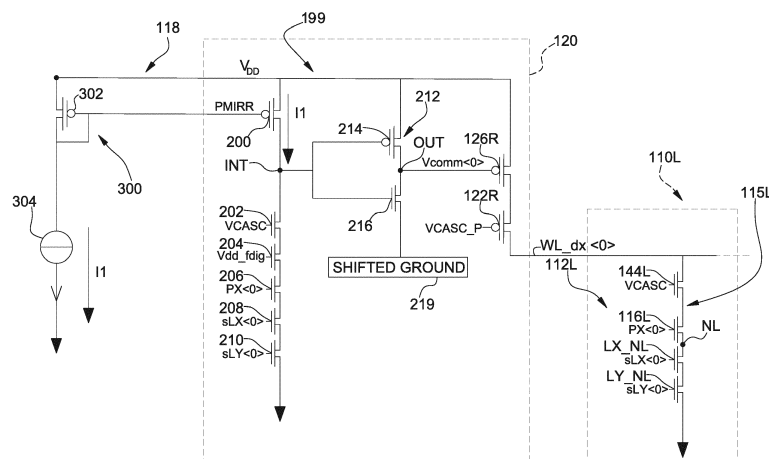 118
199
120
VDD
302
PMIRR
I1
200
214
212
OUT
Vcomm<0>
126R
110L
115L
INT
300
304
I1
202
VCASC
204
Vdd_fdig
206
PX<0>
208
sLX<0>
210
sLY<0>
216
122R
VCASC_P
SHIFTED GROUND
219
WL_dx <0>
112L
144L
VCASC
116L
PX<0>
NL
LX_NL
sLX<0>
LY_NL
sLY<0>